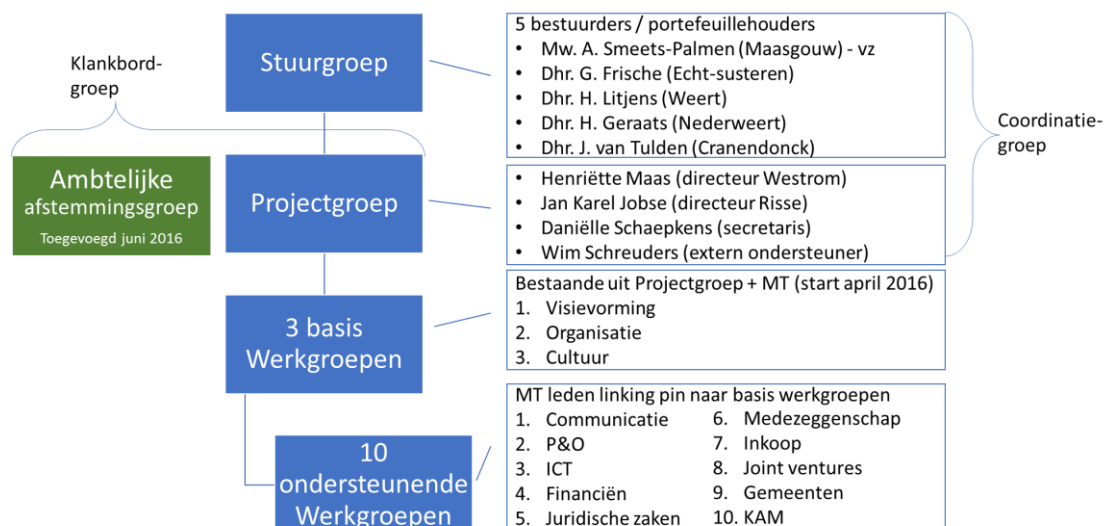 Klankbord-
groep
Ambtelijke
afstemmingsgroep
Toegevoegd juni 2016
Stuurgroep
5 bestuurders / portefeuillehouders
• Mw. A. Smeets-Palmen (Maasgouw) - vz
• Dhr. G. Frische (Echt-susteren)
• Dhr. H. Litjens (Weert)
• Dhr. H. Geraats (Nederweert)
• Dhr. J. van Tulden (Cranendonck)
Coordinatie-
groep
Projectgroep
• Henriëtte Maas (directeur Westrom)
• Jan Karel Jobse (directeur Risse)
• Daniëlle Schaepkens (secretaris)
• Wim Schreuders (extern ondersteuner)
3 basis
Werkgroepen
Bestaande uit Projectgroep + MT (start april 2016)
1. Visievorming
2. Organisatie
3. Cultuur
10
ondersteunende
Werkgroepen
MT leden linking pin naar basis werkgroepen
1. Communicatie
2. P&O
3. ICT
4. Financiën
5. Juridische zaken
6. Medezeggenschap
7. Inkoop
8. Joint ventures
9. Gemeenten
10. KAM